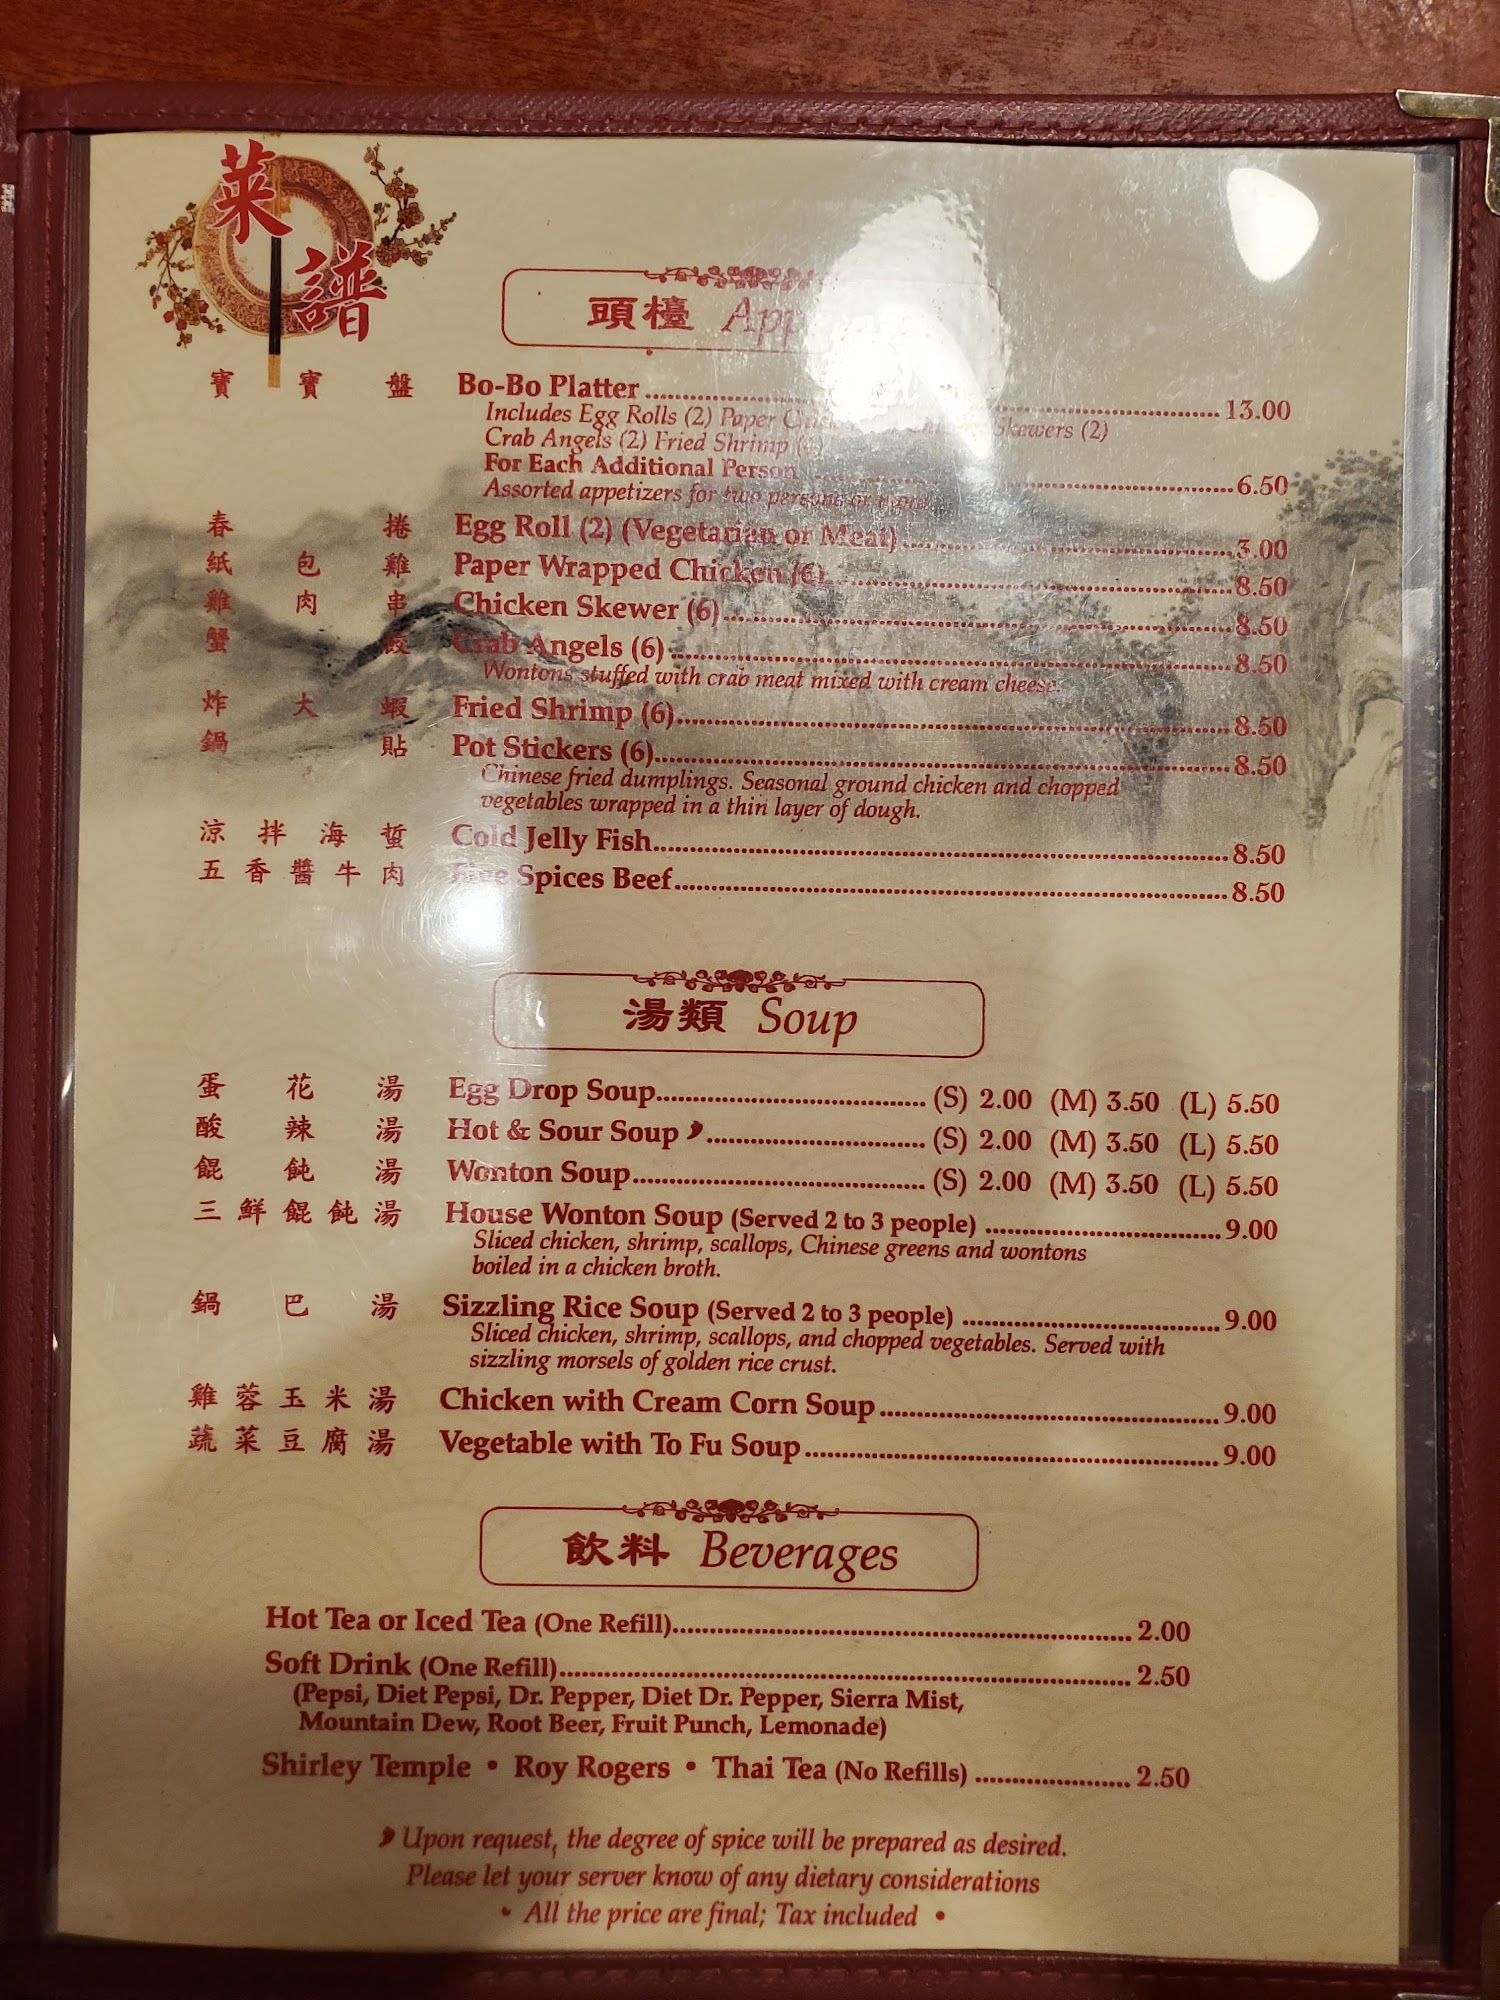 菜譜
頭檯 App
寶寶盤 Bo-Bo Platter 13.00
Includes Egg Rolls (2) Paper Skewers (2)
Crab Angels (2) Fried Shrimp
For Each Additional Person 6.50
Assorted appetizers for two persons or more
春捲 Egg Roll (2) (Vegetarian or Meat) 3.00
紙包雞 Paper Wrapped Chicken (6) 8.50
雞肉串 Chicken Skewer (6) 8.50
蟹餃 Crab Angels (6) 8.50
Wontons stuffed with crab meat mixed with cream cheese.
炸大蝦 Fried Shrimp (6) 8.50
鍋貼 Pot Stickers (6) 8.50
Chinese fried dumplings. Seasonal ground chicken and chopped
vegetables wrapped in a thin layer of dough.
涼拌海蜇 Cold Jelly Fish 8.50
五香醬牛肉 Five Spices Beef 8.50
湯類 Soup
蛋花湯 Egg Drop Soup (S) 2.00 (M) 3.50 (L) 5.50
酸辣湯 Hot & Sour Soup (S) 2.00 (M) 3.50 (L) 5.50
餛飩湯 Wonton Soup (S) 2.00 (M) 3.50 (L) 5.50
三鮮餛飩湯 House Wonton Soup (Served 2 to 3 people) 9.00
Sliced chicken, shrimp, scallops, Chinese greens and wontons
boiled in a chicken broth.
鍋巴湯 Sizzling Rice Soup (Served 2 to 3 people) 9.00
Sliced chicken, shrimp, scallops, and chopped vegetables. Served with
sizzling morsels of golden rice crust.
雞蓉玉米湯 Chicken with Cream Corn Soup 9.00
蔬菜豆腐湯 Vegetable with To Fu Soup 9.00
飲料 Beverages
Hot Tea or Iced Tea (One Refill) 2.00
Soft Drink (One Refill) 2.50
(Pepsi, Diet Pepsi, Dr. Pepper, Diet Dr. Pepper, Sierra Mist,
Mountain Dew, Root Beer, Fruit Punch, Lemonade)
Shirley Temple • Roy Rogers • Thai Tea (No Refills) 2.50
Upon request, the degree of spice will be prepared as desired.
Please let your server know of any dietary considerations
• All the price are final; Tax included •